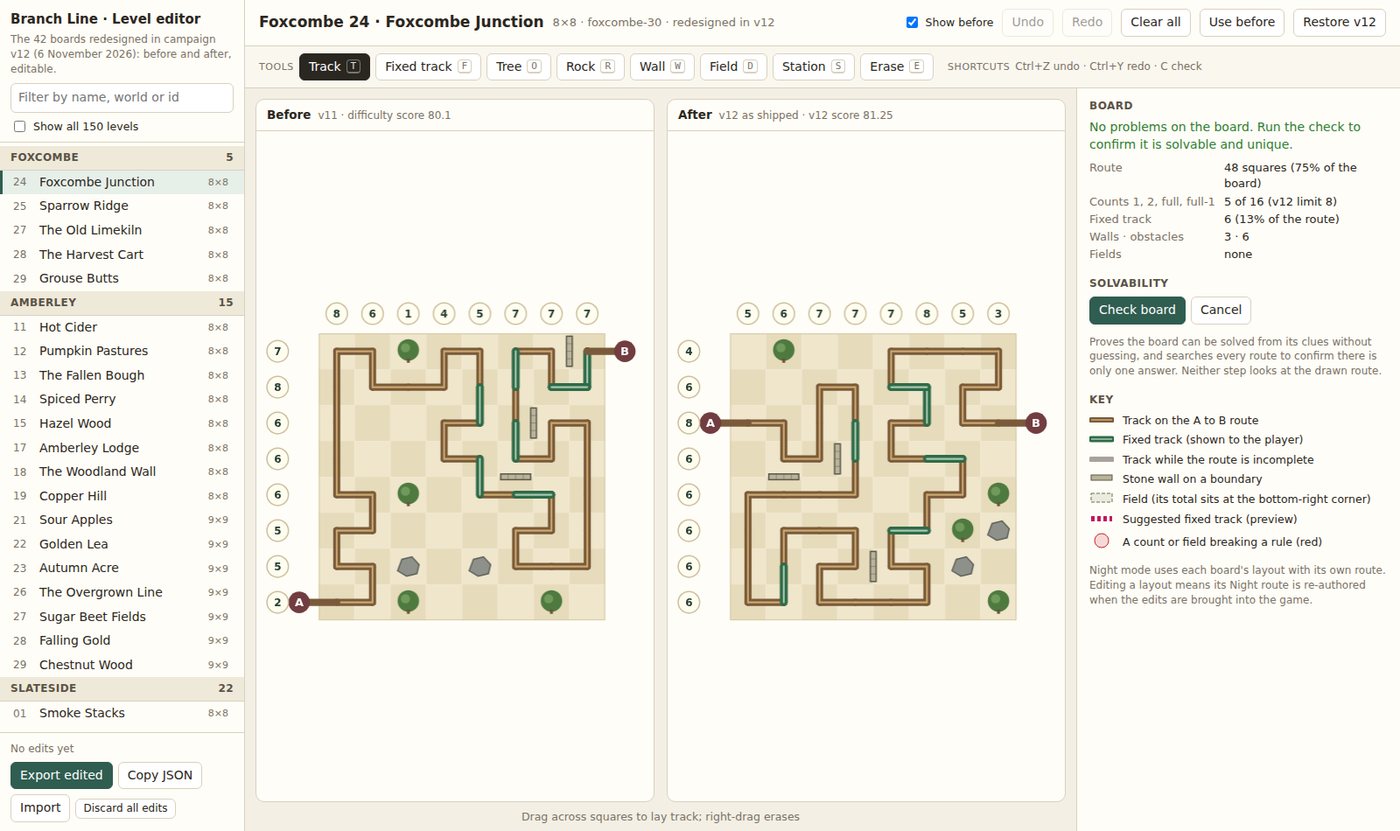 Branch Line · Level editor
The 42 boards redesigned in campaign
v12 (6 November 2026): before and after,
editable.
Filter by name, world or id
Show all 150 levels
FOXCOMBE 5
24 Foxcombe Junction 8×8
25 Sparrow Ridge 8×8
27 The Old Limekiln 8×8
28 The Harvest Cart 8×8
29 Grouse Butts 8×8
AMBERLEY 15
11 Hot Cider 8×8
12 Pumpkin Pastures 8×8
13 The Fallen Bough 8×8
14 Spiced Perry 8×8
15 Hazel Wood 8×8
17 Amberley Lodge 8×8
18 The Woodland Wall 8×8
19 Copper Hill 8×8
21 Sour Apples 9×9
22 Golden Lea 9×9
23 Autumn Acre 9×9
26 The Overgrown Line 9×9
27 Sugar Beet Fields 9×9
28 Falling Gold 9×9
29 Chestnut Wood 9×9
SLATESIDE 22
01 Smoke Stacks 8×8
No edits yet
Export edited Copy JSON
Import Discard all edits
Foxcombe 24 · Foxcombe Junction 8×8 · foxcombe-30 · redesigned in v12
Show before Undo Redo Clear all Use before Restore v12
TOOLS Track T Fixed track F Tree O Rock R Wall W Field D Station S Erase E SHORTCUTS Ctrl+Z undo · Ctrl+Y redo · C check
Before v11 · difficulty score 80.1
8 6 1 4 5 7 7 7
7 B
8
6
6
6
5
5
2 A
After v12 as shipped · v12 score 81.25
5 6 7 7 7 8 5 3
4
6
8 A B
6
6
6
6
6
Drag across squares to lay track; right-drag erases
BOARD
No problems on the board. Run the check to
confirm it is solvable and unique.
Route 48 squares (75% of the
board)
Counts 1, 2, full, full-1 5 of 16 (v12 limit 8)
Fixed track 6 (13% of the route)
Walls · obstacles 3 · 6
Fields none
SOLVABILITY
Check board Cancel
Proves the board can be solved from its clues without
guessing, and searches every route to confirm there is
only one answer. Neither step looks at the drawn route.
KEY
Track on the A to B route
Fixed track (shown to the player)
Track while the route is incomplete
Stone wall on a boundary
Field (its total sits at the bottom-right corner)
Suggested fixed track (preview)
A count or field breaking a rule (red)
Night mode uses each board's layout with its own route.
Editing a layout means its Night route is re-authored
when the edits are brought into the game.